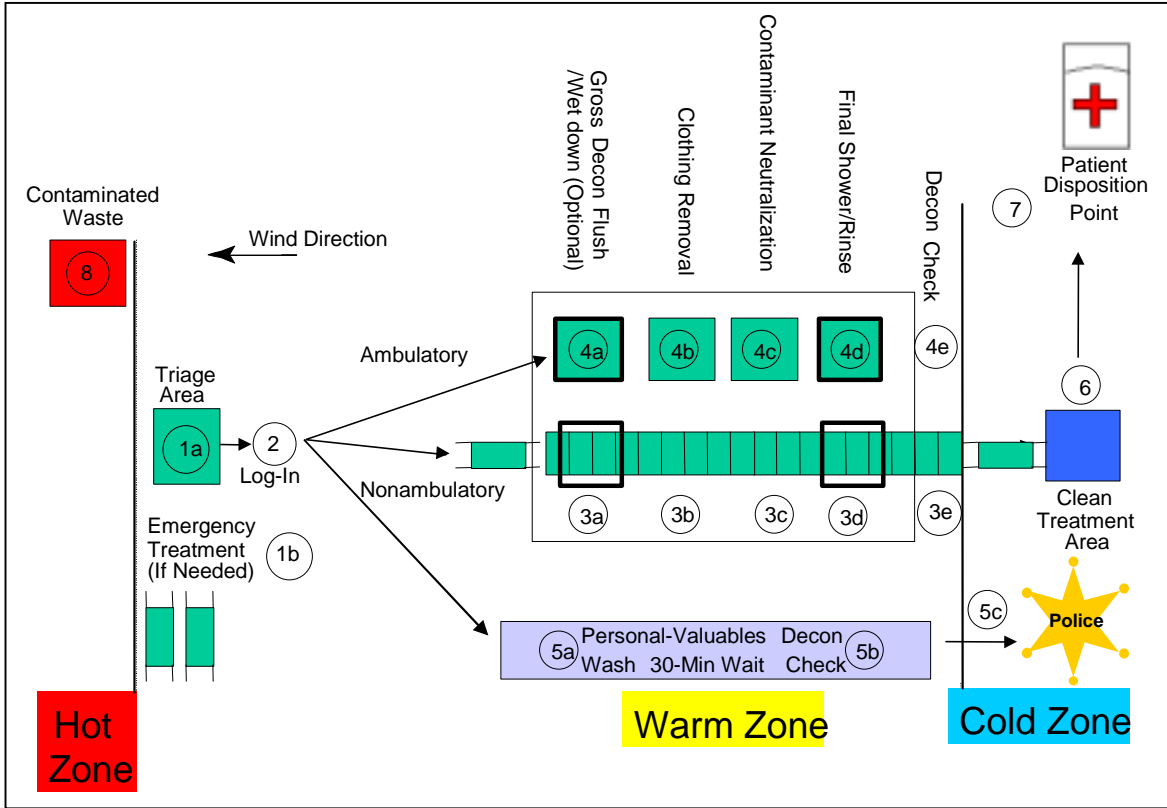 Gross Decon Flush
/Wet down (Optional)
Clothing Removal
Contaminant Neutralization
Final Shower/Rinse
Decon Check
Patient
Disposition
Point
7
Contaminated
Waste
8
Wind Direction
Ambulatory
4a
4b
4c
4d
4e
6
Triage
Area
1a
2
Log-In
Nonambulatory
3a
3b
3c
3d
3e
Clean
Treatment
Area
Emergency
Treatment
(If Needed)
1b
5a
Personal-Valuables Decon
Wash 30-Min Wait Check
5b
5c
Police
Hot
Zone
Warm Zone
Cold Zone